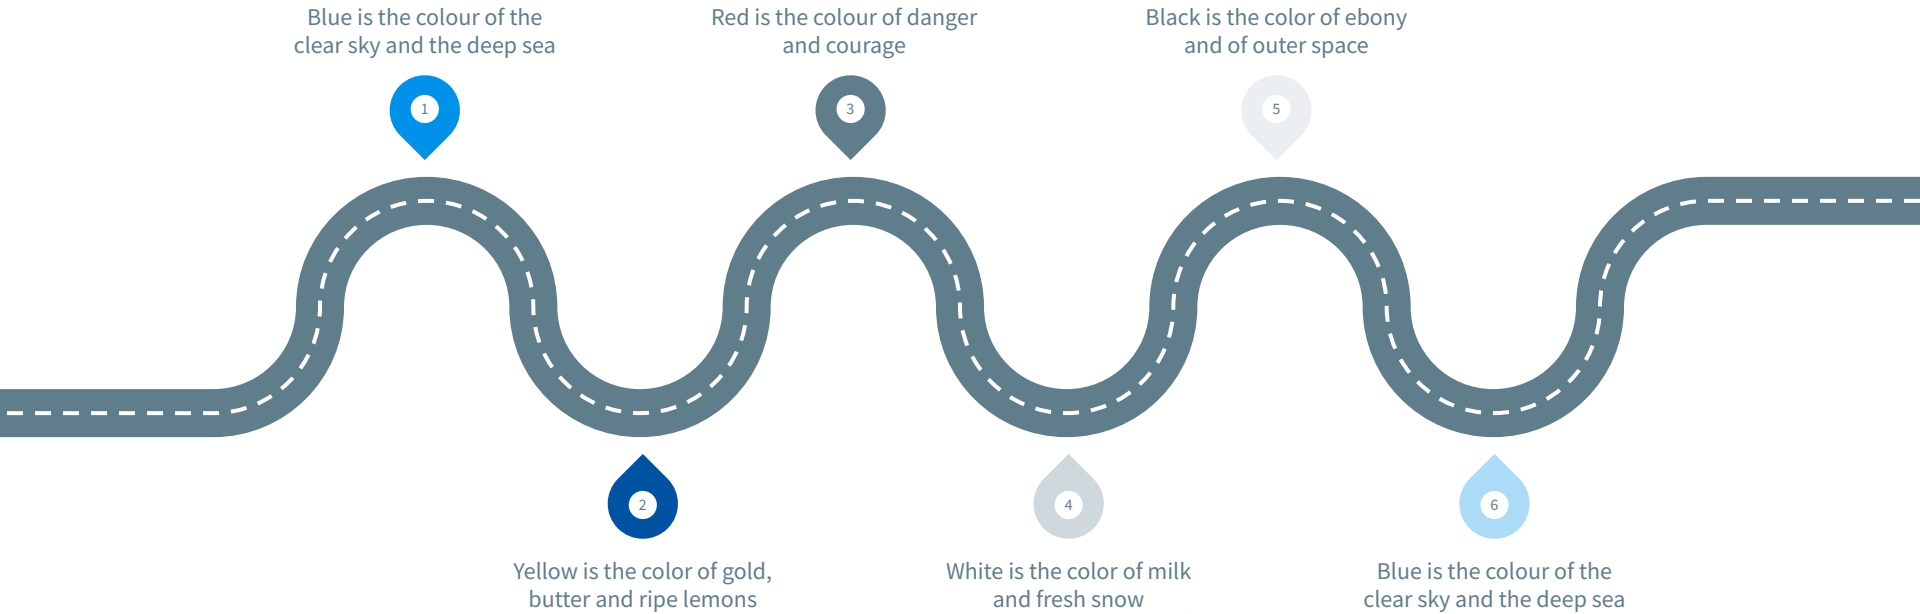 Blue is the colour of the
clear sky and the deep sea
1
Yellow is the color of gold,
butter and ripe lemons
2
Red is the colour of danger
and courage
3
White is the color of milk
and fresh snow
4
Black is the color of ebony
and of outer space
5
Blue is the colour of the
clear sky and the deep sea
6